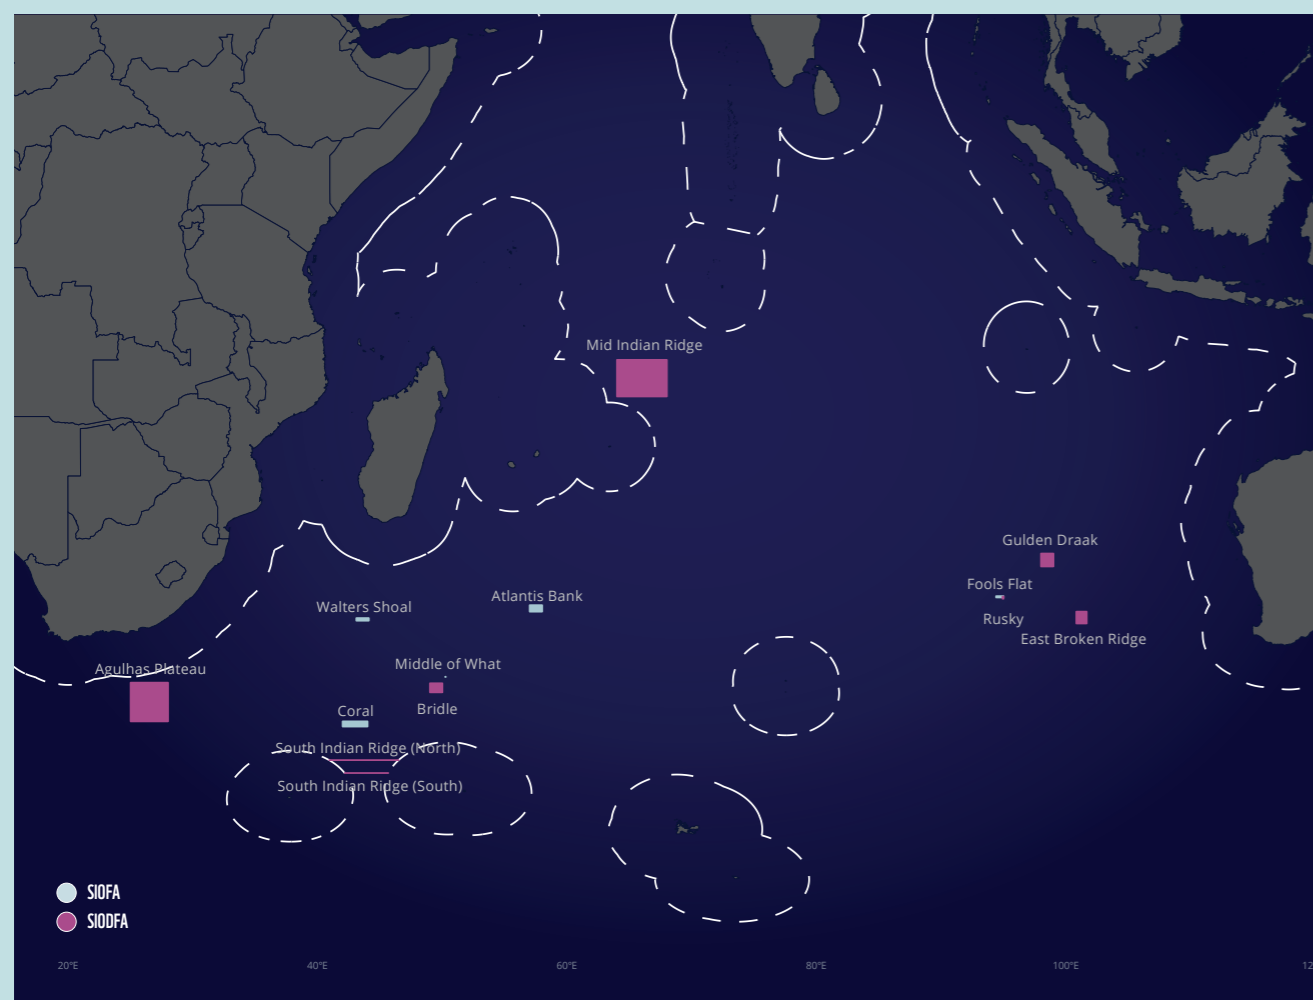 Mid Indian Ridge
Gulden Draak
Fools Flat
Atlantis Bank
Walters Shoal
Rusky
East Broken Ridge
Middle of What
Agulhas Plateau
Bridle
Coral
South Indian Ridge (North)
South Indian Ridge (South)
SIOFA
SIODFA
20°E 40°E 60°E 80°E 100°E 12